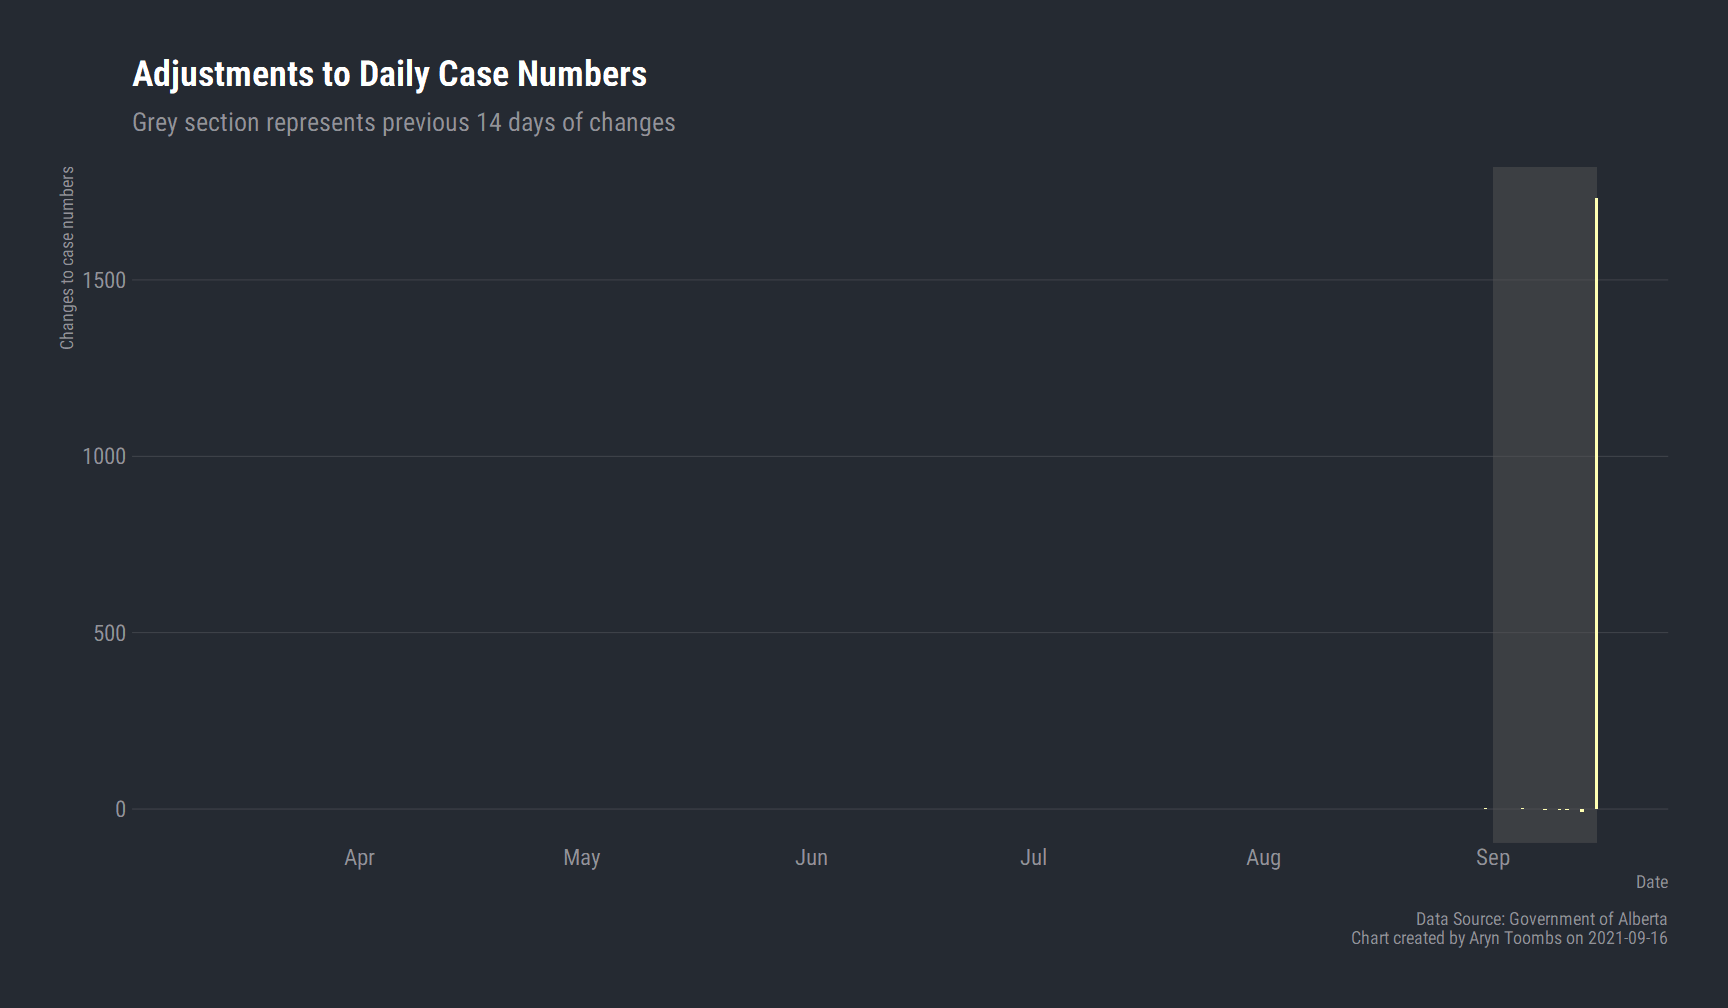 Adjustments to Daily Case Numbers
Grey section represents previous 14 days of changes
Changes to case numbers
1500
1000
500
0
Apr
May
Jun
Jul
Aug
Sep
Date
Data Source: Government of Alberta
Chart created by Aryn Toombs on 2021-09-16